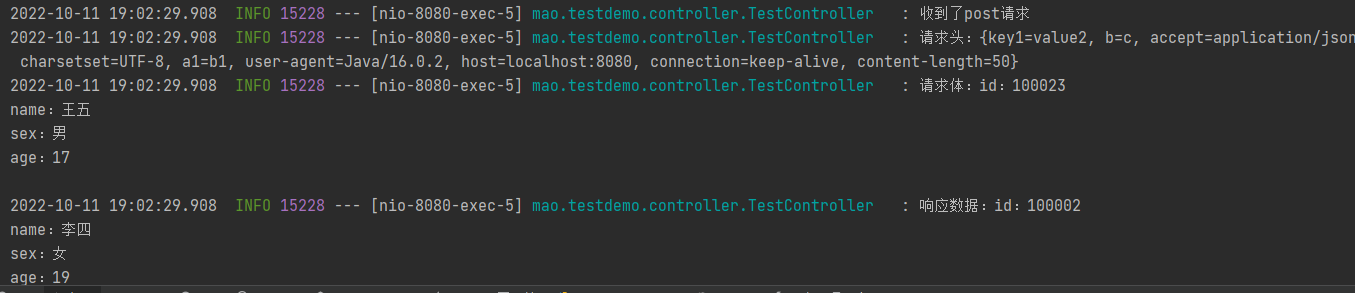 2022-10-11 19:02:29.908  INFO 15228 --- [nio-8080-exec-5] mao.testdemo.controller.TestController   : 收到了post请求
2022-10-11 19:02:29.908  INFO 15228 --- [nio-8080-exec-5] mao.testdemo.controller.TestController   : 请求头：{key1=value2, b=c, accept=application/json
charsetset=UTF-8, a1=b1, user-agent=Java/16.0.2, host=localhost:8080, connection=keep-alive, content-length=50}
2022-10-11 19:02:29.908  INFO 15228 --- [nio-8080-exec-5] mao.testdemo.controller.TestController   : 请求体：id：100023
name：王五
sex：男
age：17
2022-10-11 19:02:29.908  INFO 15228 --- [nio-8080-exec-5] mao.testdemo.controller.TestController   : 响应数据：id：100002
name：李四
sex：女
age：19